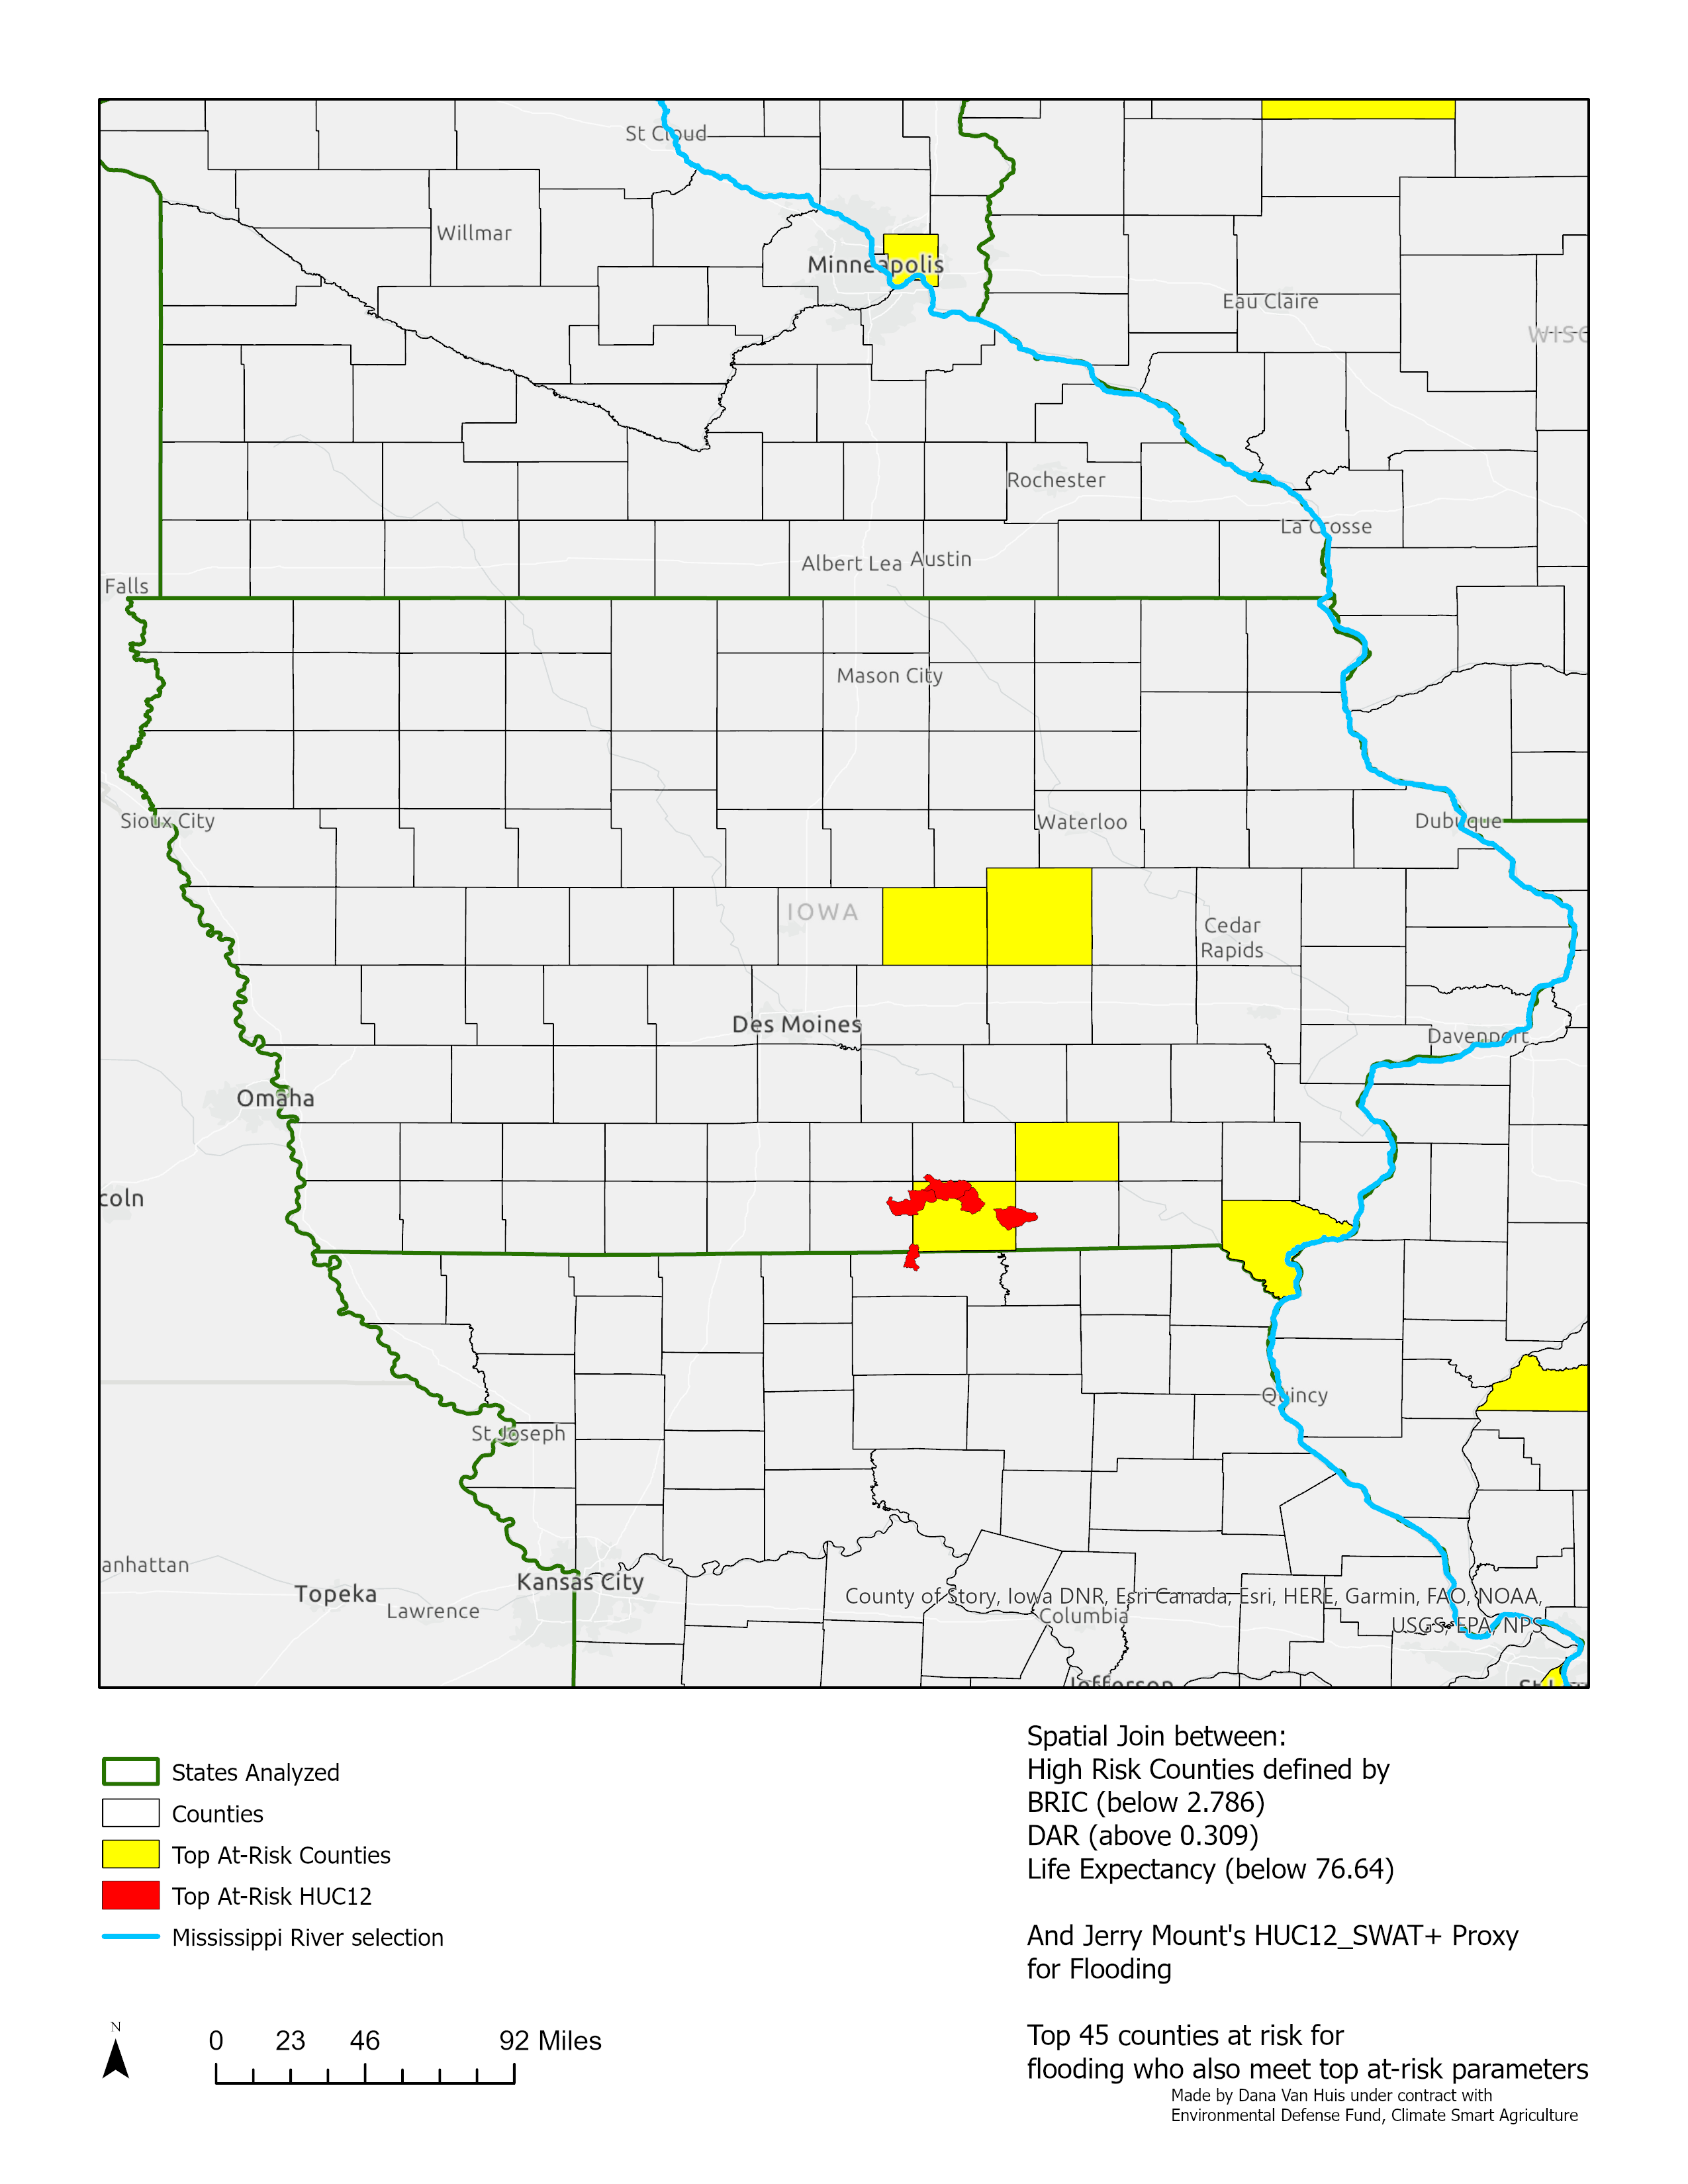 St Cloud
Willmar
Minneapolis
Eau Claire
WISC
Rochester
La Crosse
Albert Lea
Austin
Falls
Mason City
Sioux City
Waterloo
Dubuque
IOWA
Cedar
Rapids
Des Moines
Davenport
Omaha
coln
Quincy
St Joseph
anhattan
Topeka
Lawrence
Kansas City
County of Story, Iowa DNR, Esri Canada, Esri, HERE, Garmin, FAO, NOAA,
USGS, EPA, NPS
Columbia
Jefferson
States Analyzed
Counties
Top At-Risk Counties
Top At-Risk HUC12
Mississippi River selection
N
0 23 46 92 Miles
Spatial Join between:
High Risk Counties defined by
BRIC (below 2.786)
DAR (above 0.309)
Life Expectancy (below 76.64)
And Jerry Mount's HUC12_SWAT+ Proxy
for Flooding
Top 45 counties at risk for
flooding who also meet top at-risk parameters
Made by Dana Van Huis under contract with
Environmental Defense Fund, Climate Smart Agriculture